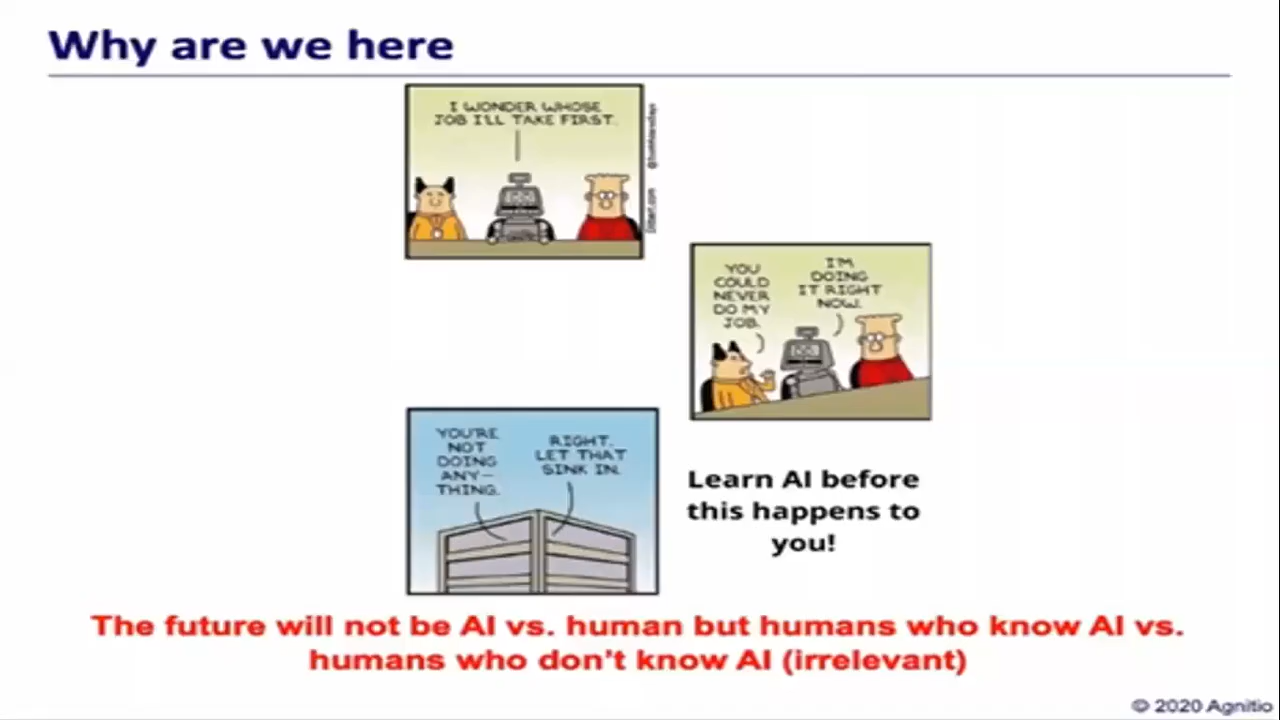 Why are we here
I WONDER WHOSE
JOB I'LL TAKE FIRST.
YOU
COULD
NEVER
DO MY
JOB.
I'M
DOING
IT RIGHT
NOW.
YOU'RE
NOT
DOING
ANY-
THING.
RIGHT.
LET THAT
SINK IN.
Learn AI before
this happens to
you!
The future will not be AI vs. human but humans who know AI vs.
humans who don't know AI (irrelevant)
© 2020 Agnitio